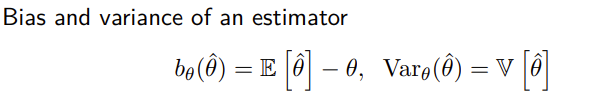 Bias and variance of an estimator
b_θ(θ̂) = 𝔼[θ̂] − θ, Var_θ(θ̂) = 𝕍[θ̂]